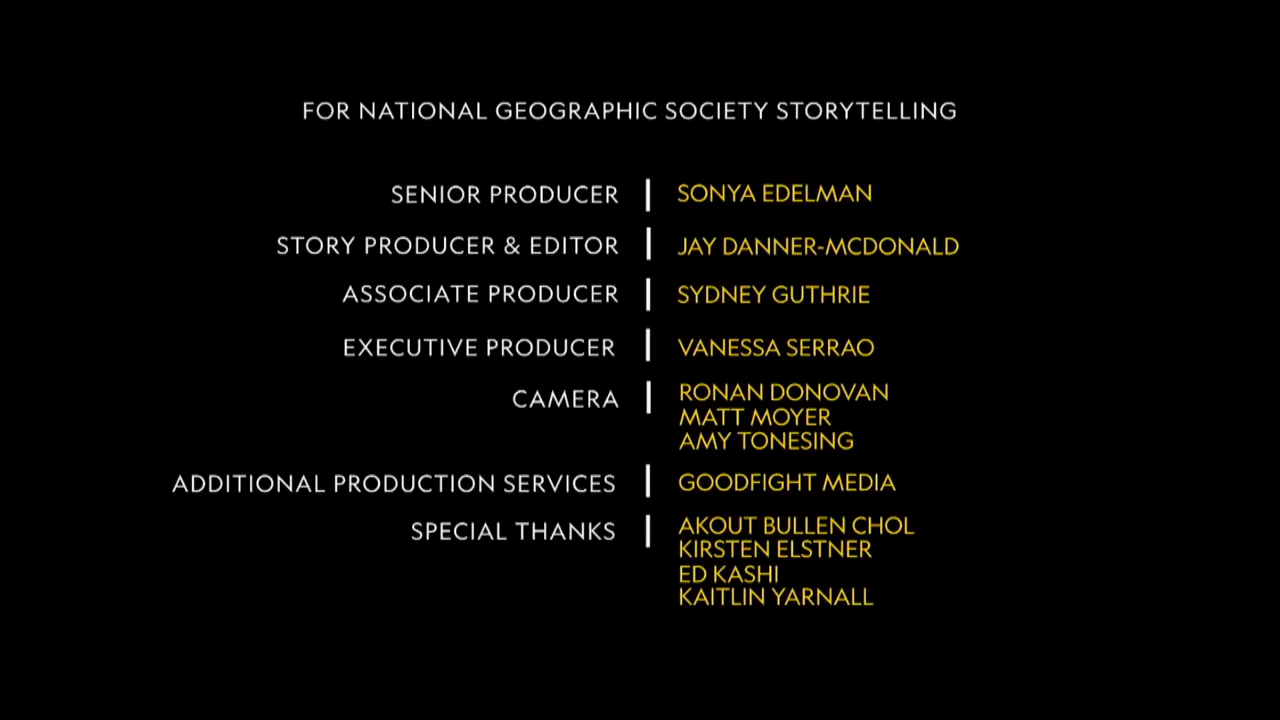 FOR NATIONAL GEOGRAPHIC SOCIETY STORYTELLING
SENIOR PRODUCER | SONYA EDELMAN
STORY PRODUCER & EDITOR | JAY DANNER-MCDONALD
ASSOCIATE PRODUCER | SYDNEY GUTHRIE
EXECUTIVE PRODUCER | VANESSA SERRAO
CAMERA | RONAN DONOVAN
MATT MOYER
AMY TONESING
ADDITIONAL PRODUCTION SERVICES | GOODFIGHT MEDIA
SPECIAL THANKS | AKOUT BULLEN CHOL
KIRSTEN ELSTNER
ED KASHI
KAITLIN YARNALL